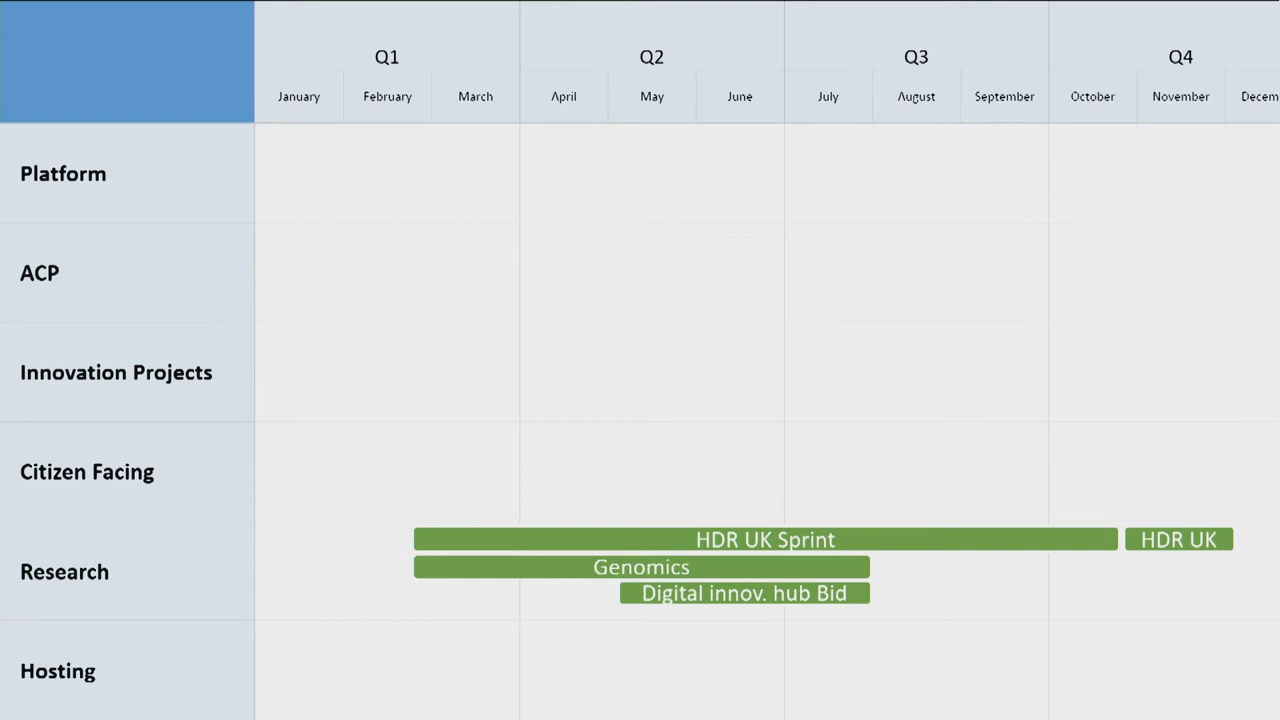 Q1 Q2 Q3 Q4
January February March April May June July August September October November Decem
Platform
ACP
Innovation Projects
Citizen Facing
HDR UK Sprint HDR UK
Research
Genomics
Digital innov. hub Bid
Hosting